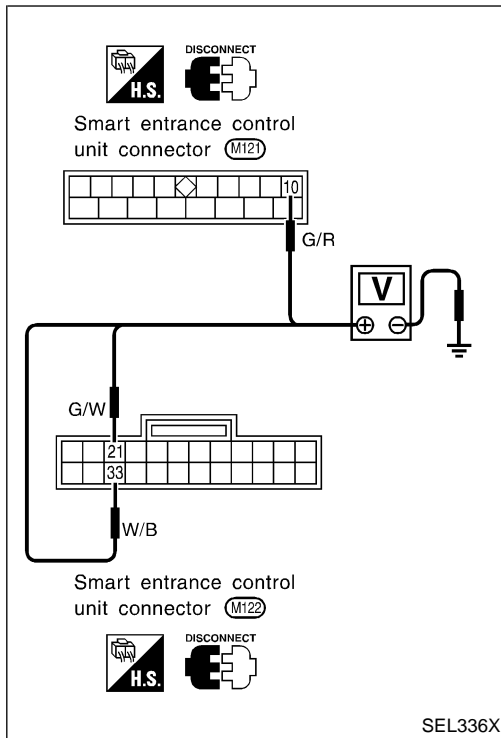 DISCONNECT
H.S.
Smart entrance control
unit connector M121
10
G/R
V
G/W
21
33
W/B
Smart entrance control
unit connector M122
DISCONNECT
H.S.
SEL336X